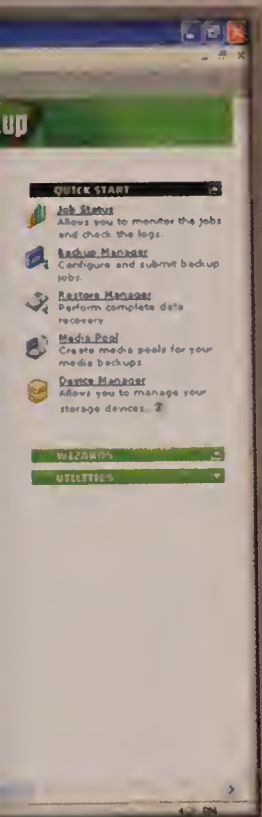 up
QUICK START
Job Status
Allows you to monitor the jobs
and check the logs.
Backup Manager
Configure and submit backup
jobs.
Restore Manager
Perform complete data
recovery
Media Pool
Create media pools for your
media backups
Device Manager
Allows you to manage your
storage devices.
WIZARDS
UTILITIES
PM